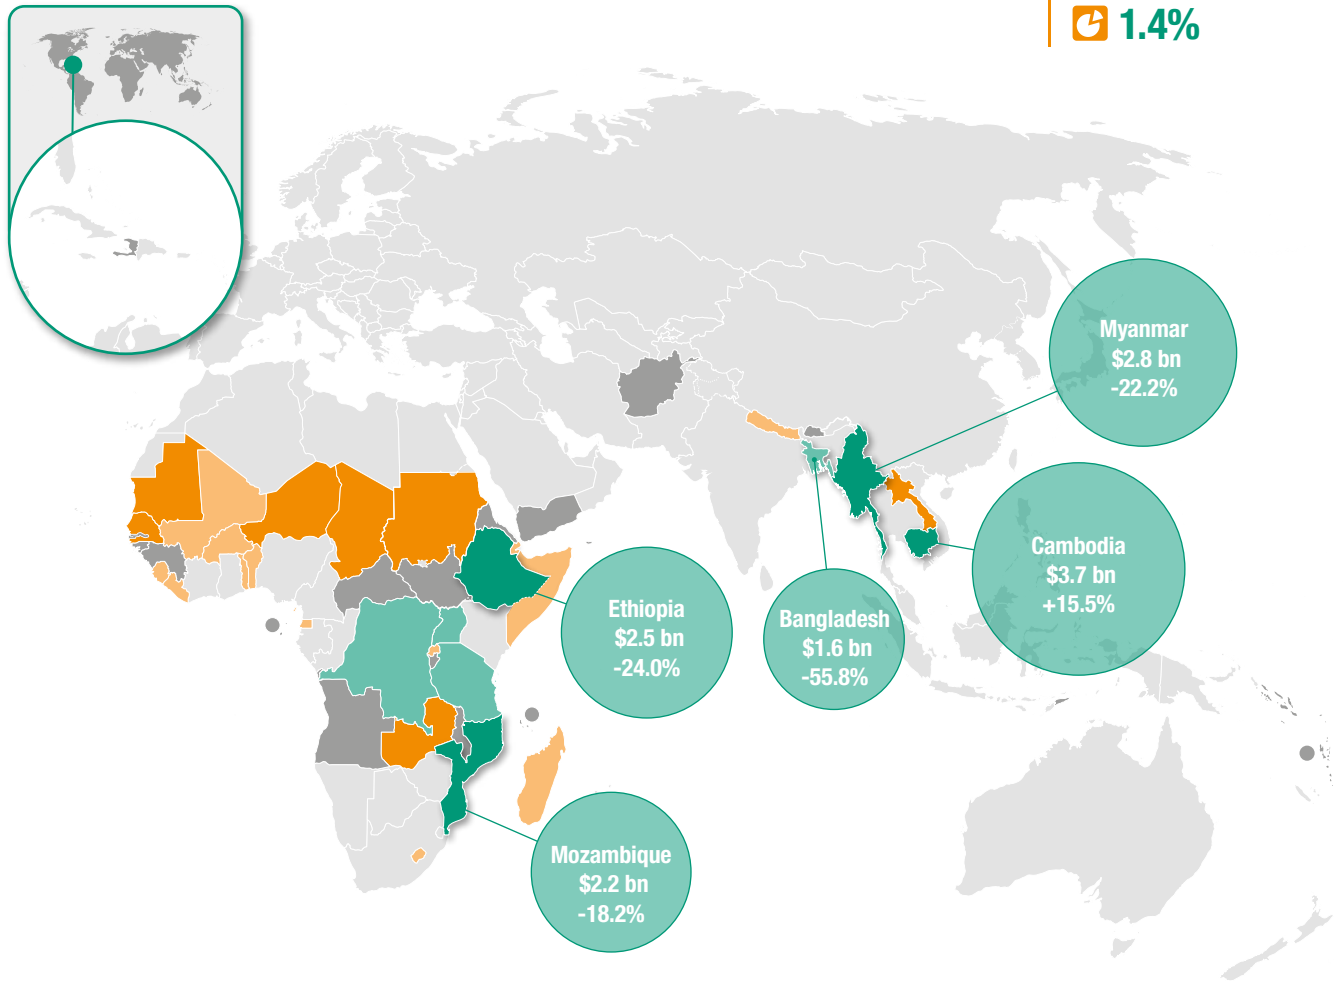 1.4%
Myanmar
$2.8 bn
-22.2%
Cambodia
$3.7 bn
+15.5%
Ethiopia
$2.5 bn
-24.0%
Bangladesh
$1.6 bn
-55.8%
Mozambique
$2.2 bn
-18.2%